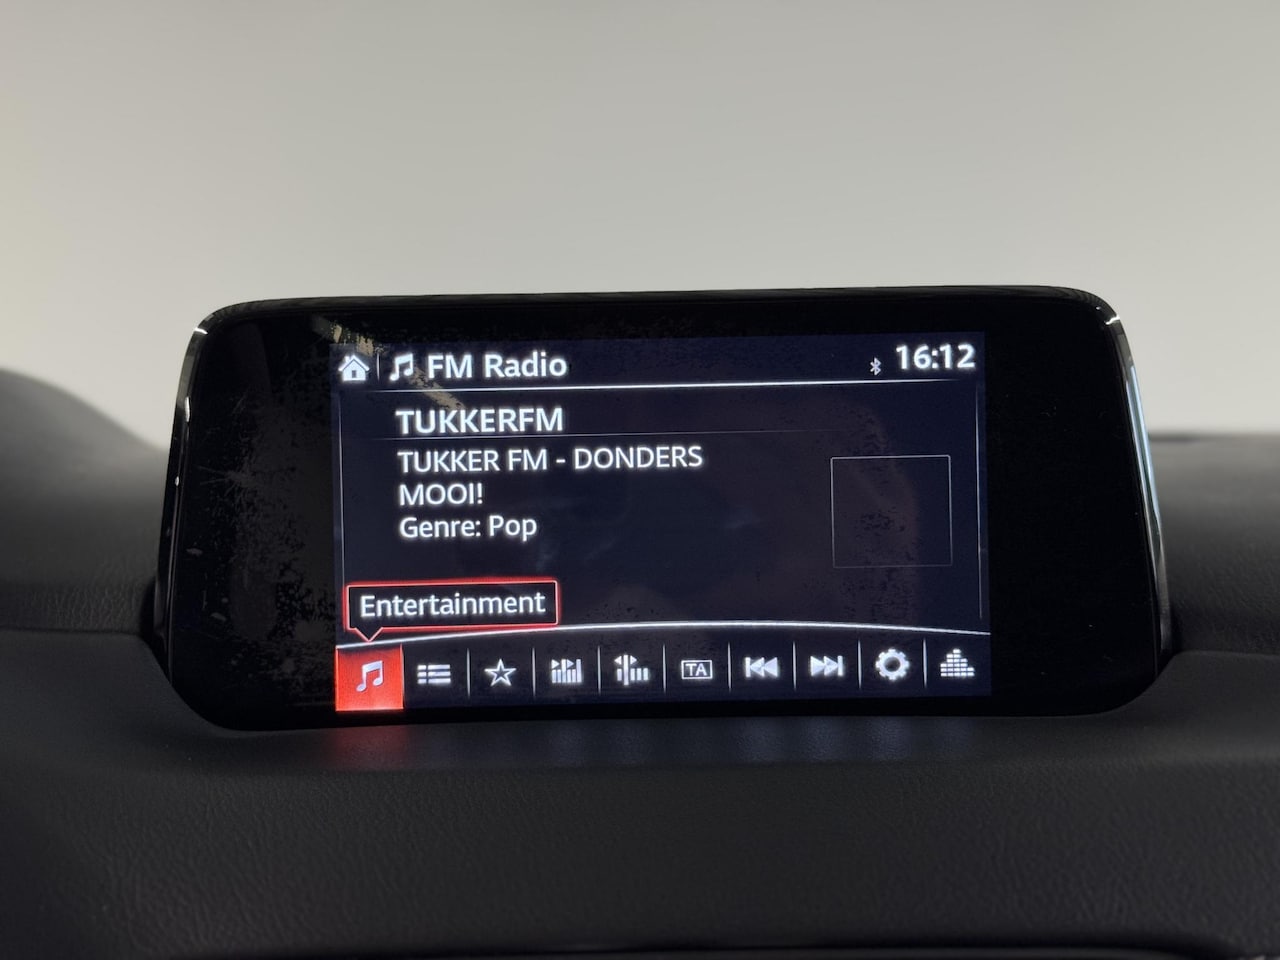 FM Radio
16:12
TUKKERFM
TUKKER FM - DONDERS
MOOI!
Genre: Pop
Entertainment
TA